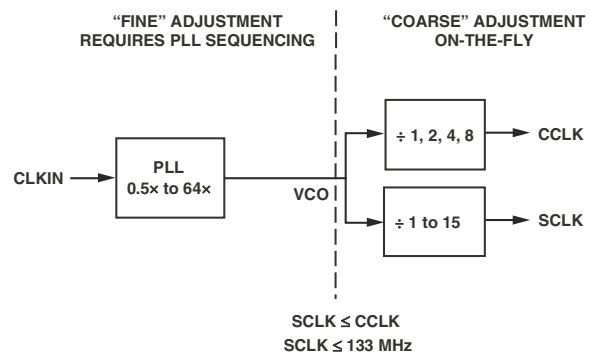 “FINE” ADJUSTMENT
REQUIRES PLL SEQUENCING
“COARSE” ADJUSTMENT
ON-THE-FLY
CLKIN
PLL
0.5× to 64×
VCO
÷ 1, 2, 4, 8
CCLK
÷ 1 to 15
SCLK
SCLK ≤ CCLK
SCLK ≤ 133 MHz